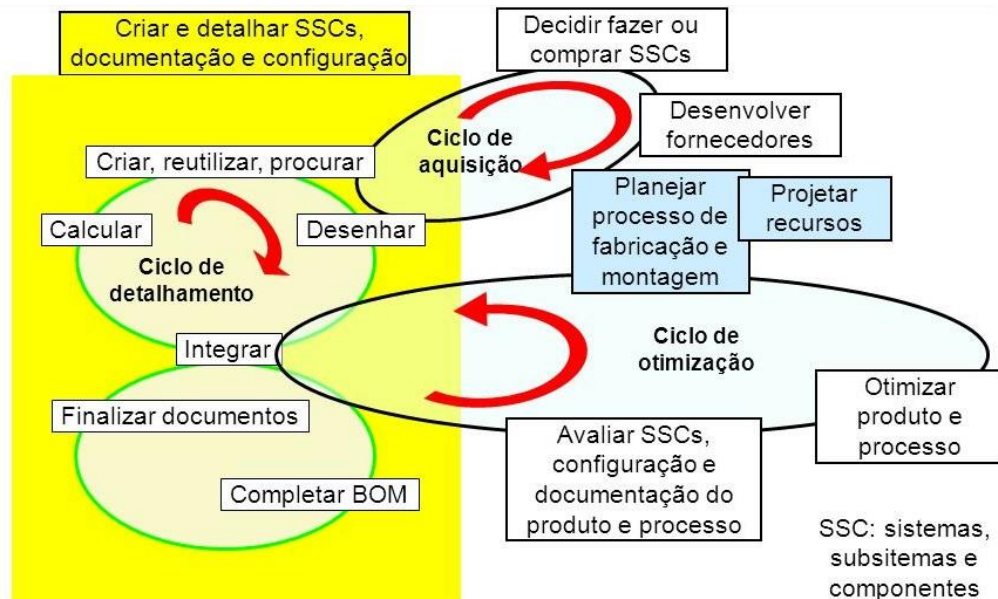 Criar e detalhar SSCs,
documentação e configuração
Decidir fazer ou
comprar SSCs
Ciclo de
aquisição
Desenvolver
fornecedores
Criar, reutilizar, procurar
Planejar
processo de
fabricação e
montagem
Projetar
recursos
Calcular
Desenhar
Ciclo de
detalhamento
Integrar
Ciclo de
otimização
Finalizar documentos
Otimizar
produto e
processo
Avaliar SSCs,
configuração e
documentação do
produto e processo
Completar BOM
SSC: sistemas,
subsitemas e
componentes